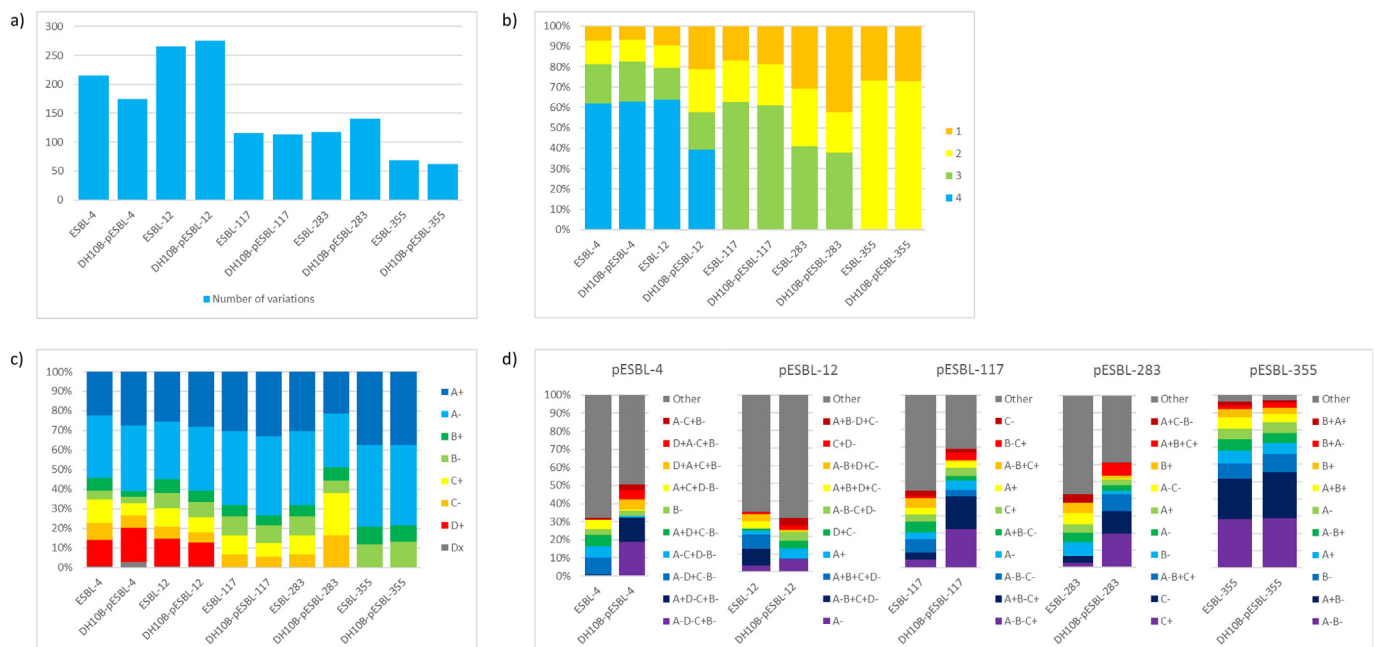 a)
300
250
200
150
100
50
0
ESBL-4
DH10B-pESBL-4
ESBL-12
DH10B-pESBL-12
ESBL-117
DH10B-pESBL-117
ESBL-283
DH10B-pESBL-283
ESBL-355
DH10B-pESBL-355
Number of variations
b)
100%
90%
80%
70%
60%
50%
40%
30%
20%
10%
0%
ESBL-4
DH10B-pESBL-4
ESBL-12
DH10B-pESBL-12
ESBL-117
DH10B-pESBL-117
ESBL-283
DH10B-pESBL-283
ESBL-355
DH10B-pESBL-355
1
2
3
4
c)
100%
90%
80%
70%
60%
50%
40%
30%
20%
10%
0%
ESBL-4
DH10B-pESBL-4
ESBL-12
DH10B-pESBL-12
ESBL-117
DH10B-pESBL-117
ESBL-283
DH10B-pESBL-283
ESBL-355
DH10B-pESBL-355
A+
A-
B+
B-
C+
C-
D+
Dx
d)
pESBL-4
100%
90%
80%
70%
60%
50%
40%
30%
20%
10%
0%
ESBL-4
DH10B-pESBL-4
Other
A-C+B-
D+A-C+B-
D+A+C+B-
A+C+D-B-
B-
A+D+C-B-
A-C+D-B-
A-D+C-B-
A+D-C+B-
A-D-C+B-
pESBL-12
ESBL-12
DH10B-pESBL-12
Other
A+B-D+C-
C+D-
A-B+D+C-
A+B+D+C-
A-B-C+D-
D+C-
A+
A+B+C+D-
A-B+C+D-
A-
pESBL-117
ESBL-117
DH10B-pESBL-117
Other
C-
B-C+
A-B+C+
A+
C+
A+B-C-
A-
A-B-C-
A+B-C+
A-B-C+
pESBL-283
ESBL-283
DH10B-pESBL-283
Other
A+C-B-
A+B+C+
B+
A-C-
A+
A-
B-
A-B+C+
C-
C+
pESBL-355
ESBL-355
DH10B-pESBL-355
Other
B+A+
B+A-
B+
A+B+
A-
A-B+
A+
B-
A+B-
A-B-